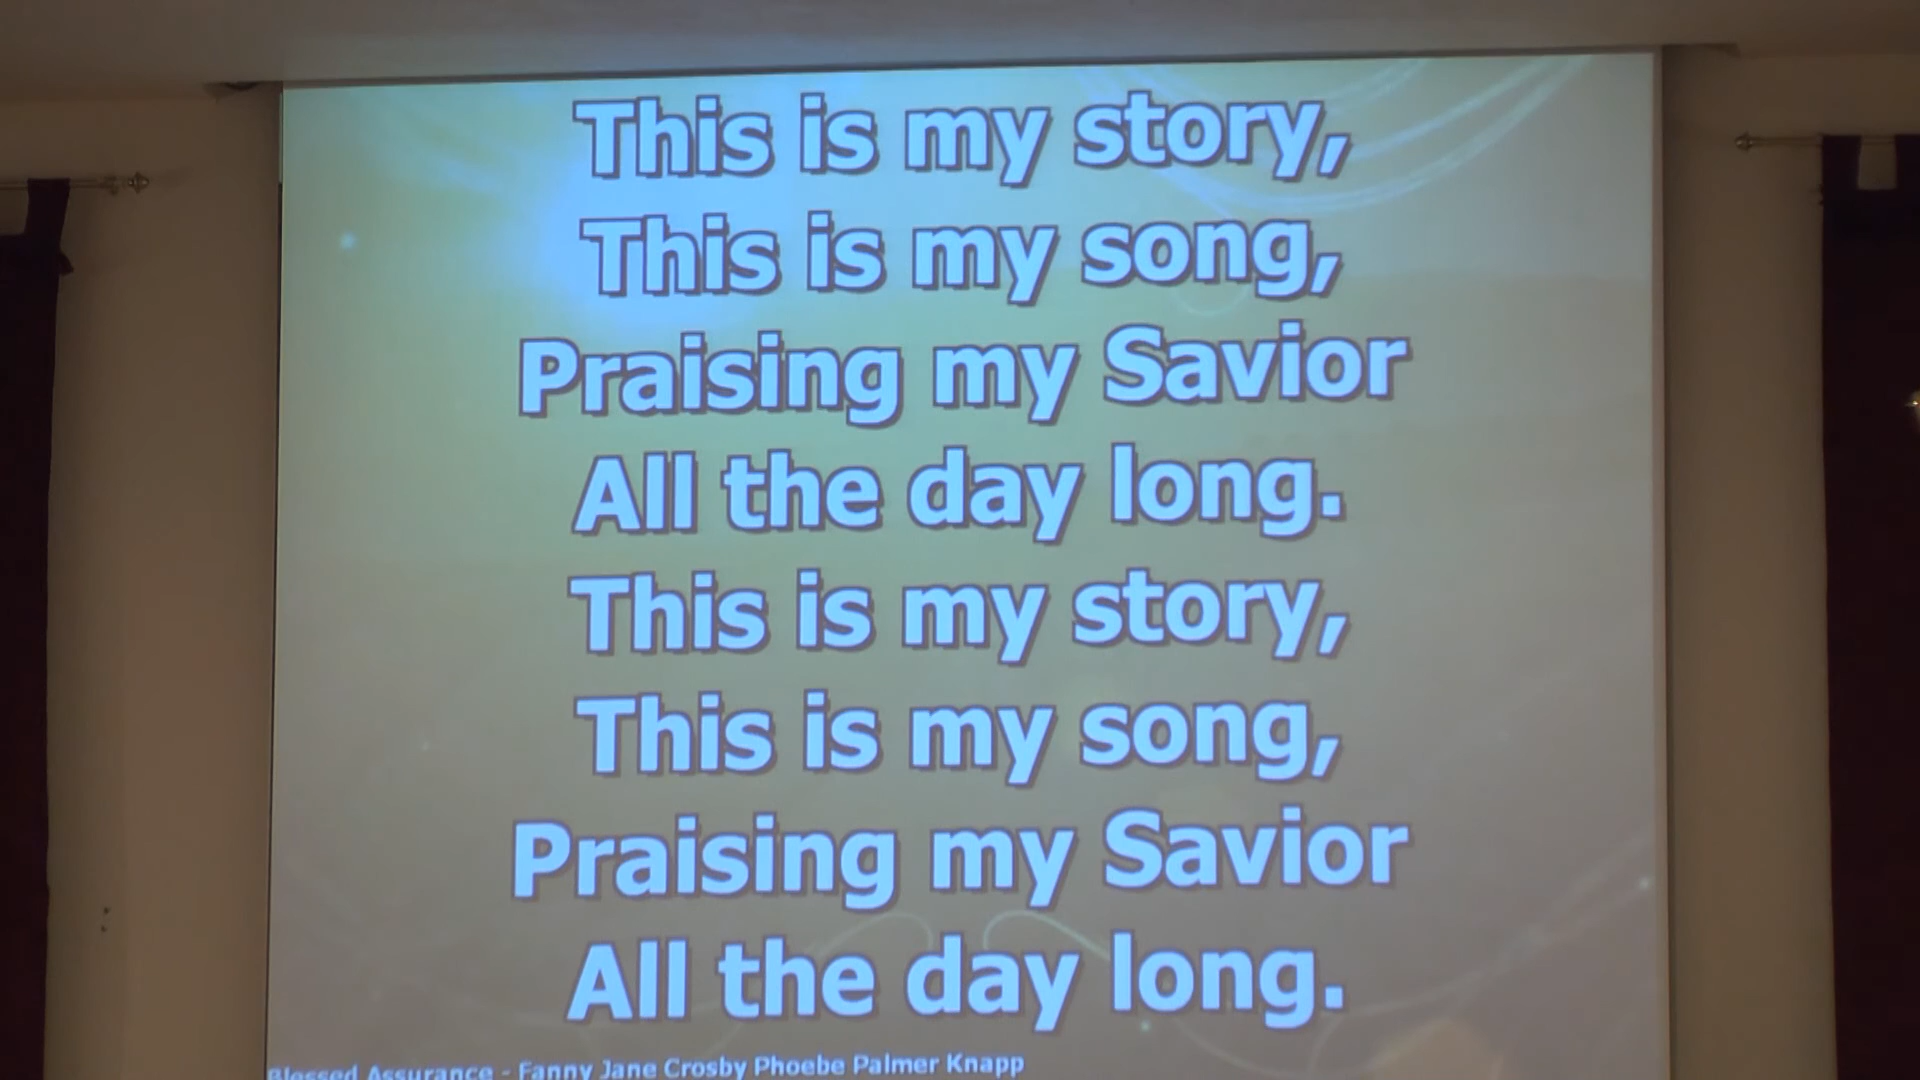 This is my story,
This is my song,
Praising my Savior
All the day long.
This is my story,
This is my song,
Praising my Savior
All the day long.
Blessed Assurance - Fanny Jane Crosby Phoebe Palmer Knapp